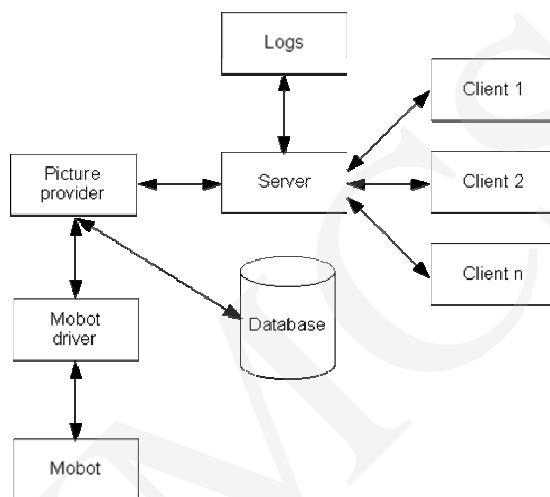 Logs
Client 1
Picture
provider
Server
Client 2
Client n
Database
Mobot
driver
Mobot